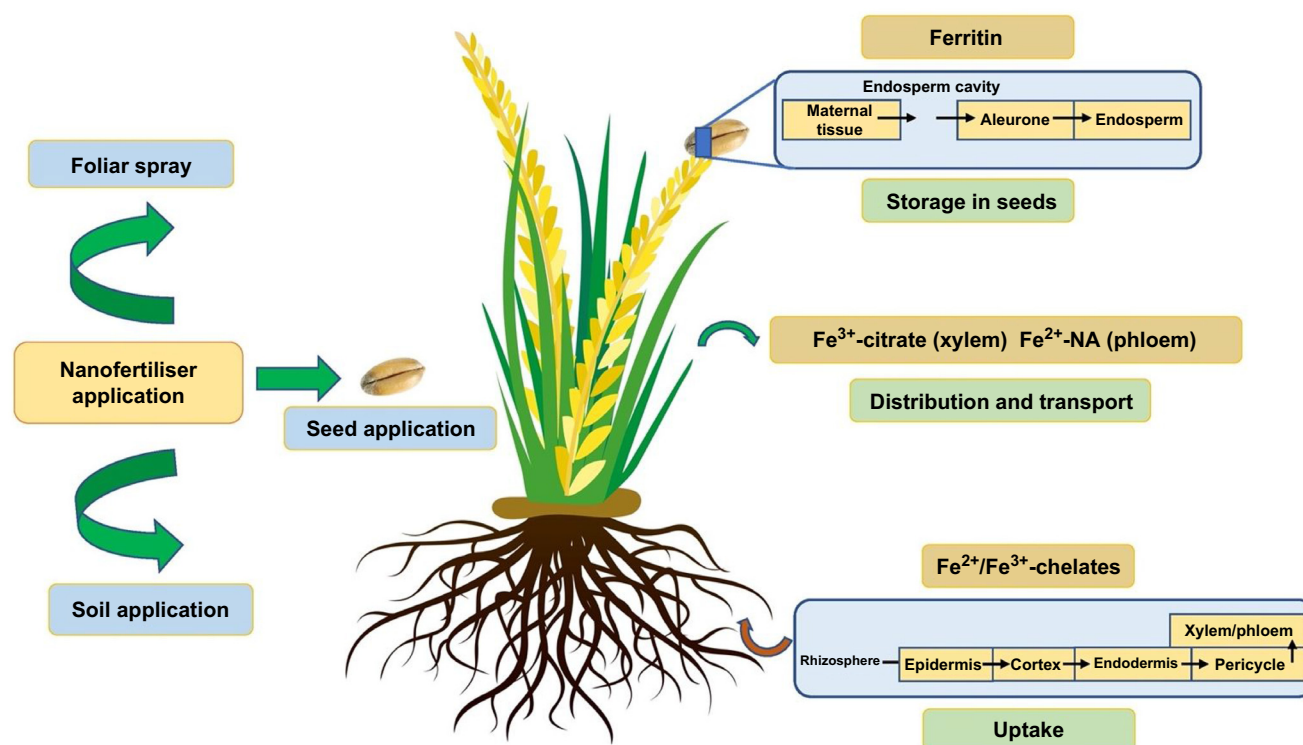 Ferritin
Endosperm cavity
Maternal
tissue
Aleurone
Endosperm
Storage in seeds
Foliar spray
Nanofertiliser
application
Seed application
Soil application
Fe³⁺-citrate (xylem) Fe²⁺-NA (phloem)
Distribution and transport
Fe²⁺/Fe³⁺-chelates
Xylem/phloem
Rhizosphere
Epidermis
Cortex
Endodermis
Pericycle
Uptake